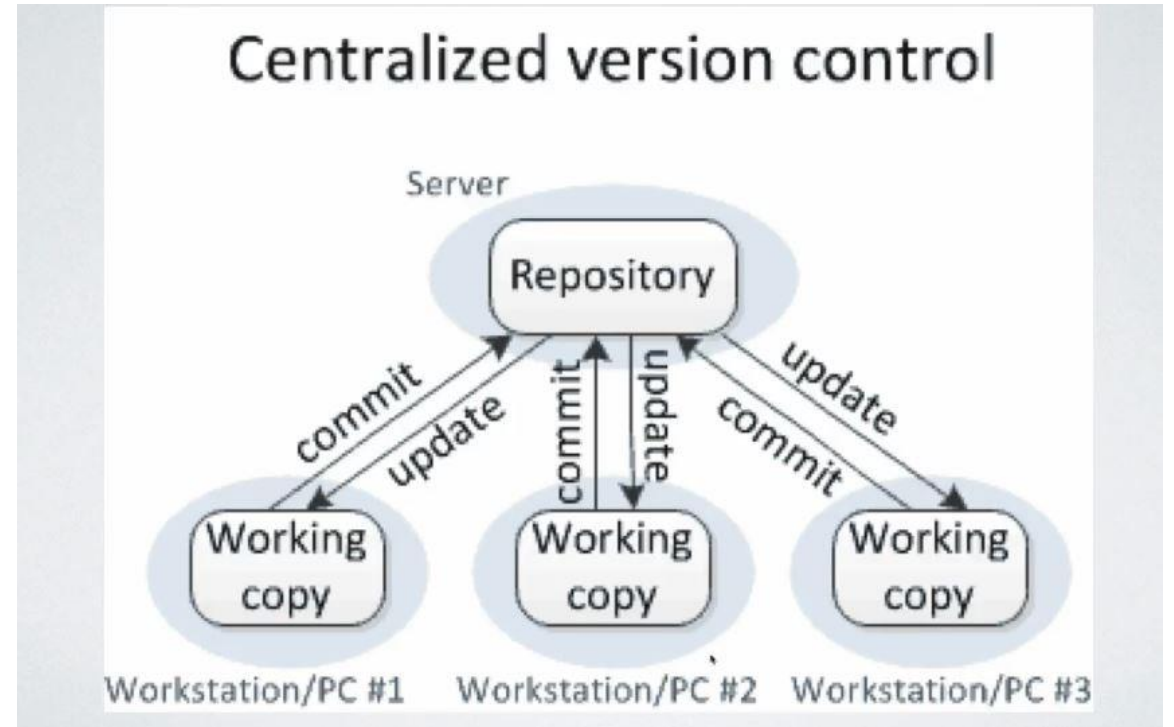 Centralized version control
Server
Repository
commit
update
commit
update
update
commit
Working
copy
Working
copy
Working
copy
Workstation/PC #1
Workstation/PC #2
Workstation/PC #3